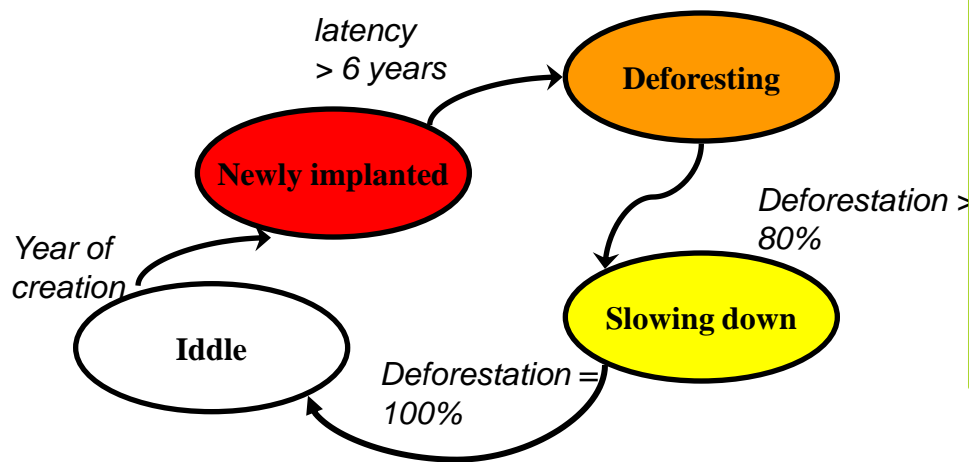 latency
> 6 years
Deforesting
Newly implanted
Deforestation >
80%
Year of
creation
Slowing down
Iddle
Deforestation =
100%